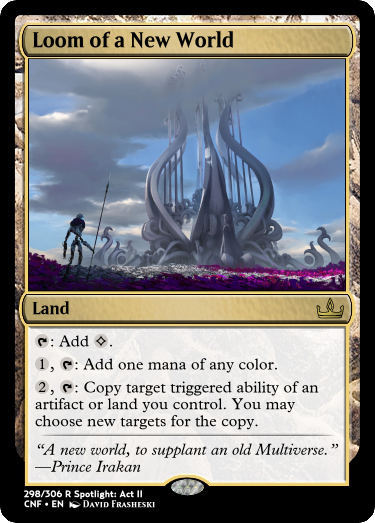 Loom of a New World
Land
: Add .
1, : Add one mana of any color.
2, : Copy target triggered ability of an
artifact or land you control. You may
choose new targets for the copy.
“A new world, to supplant an old Multiverse.”
—Prince Irakan
298/306 R Spotlight: Act II
CNF • EN David Frasheski